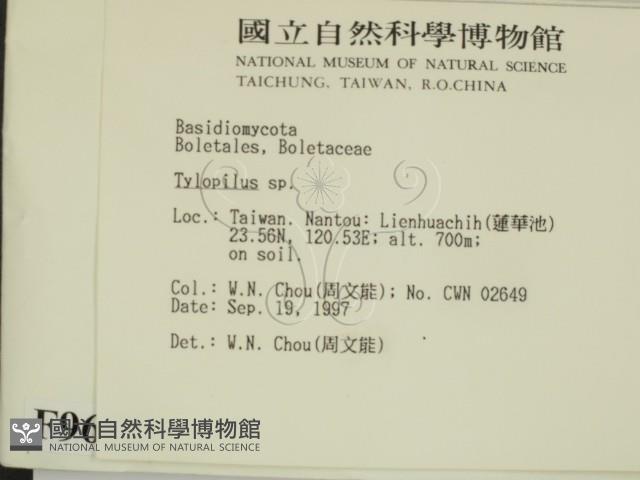 國立自然科學博物館
NATIONAL MUSEUM OF NATURAL SCIENCE
TAICHUNG, TAIWAN, R.O.CHINA
Basidiomycota
Boletales, Boletaceae
Tylopilus sp.
Loc.: Taiwan. Nantou: Lienhuachih(蓮華池)
23.56N, 120.53E; alt. 700m;
on soil.
Col.: W.N. Chou(周文能); No. CWN 02649
Date: Sep. 19, 1997
Det.: W.N. Chou(周文能)
國立自然科學博物館
NATIONAL MUSEUM OF NATURAL SCIENCE